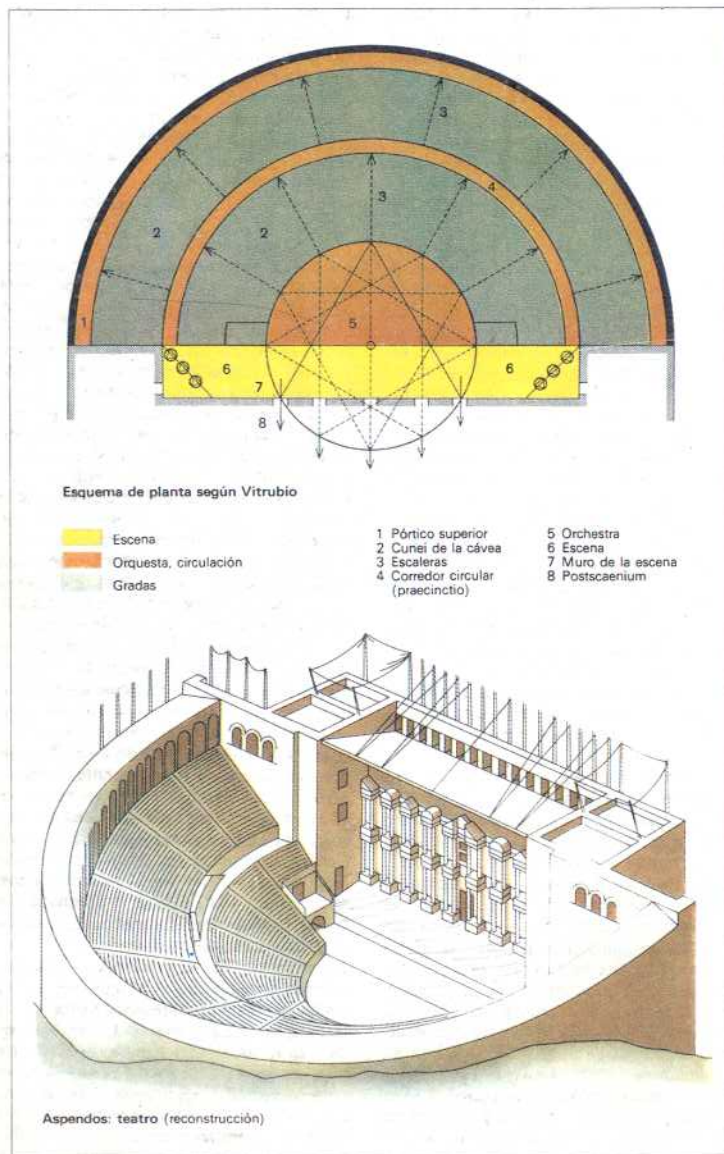 3
4
3
2
2
5
1
6
6
7
8
Esquema de planta según Vitrubio
Escena
Orquesta, circulación
Gradas
1 Pórtico superior
2 Cunei de la cávea
3 Escaleras
4 Corredor circular
(praecinctio)
5 Orchestra
6 Escena
7 Muro de la escena
8 Postscaenium
Aspendos: teatro (reconstrucción)